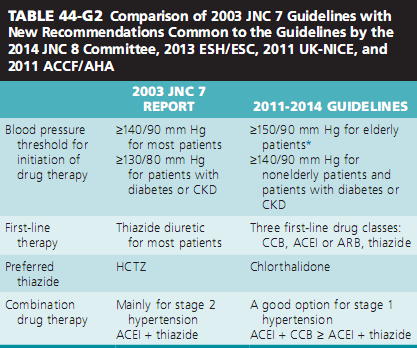 TABLE 44-G2 Comparison of 2003 JNC 7 Guidelines with
New Recommendations Common to the Guidelines by the
2014 JNC 8 Committee, 2013 ESH/ESC, 2011 UK-NICE, and
2011 ACCF/AHA
2003 JNC 7
REPORT
2011-2014 GUIDELINES
Blood pressure
threshold for
initiation of
drug therapy
≥140/90 mm Hg
for most patients
≥130/80 mm Hg
for patients with
diabetes or CKD
≥150/90 mm Hg for elderly
patients*
≥140/90 mm Hg for
nonelderly patients and
patients with diabetes or
CKD
First-line
therapy
Thiazide diuretic
for most patients
Three first-line drug classes:
CCB, ACEI or ARB, thiazide
Preferred
thiazide
HCTZ
Chlorthalidone
Combination
drug therapy
Mainly for stage 2
hypertension
ACEI + thiazide
A good option for stage 1
hypertension
ACEI + CCB ≥ ACEI + thiazide